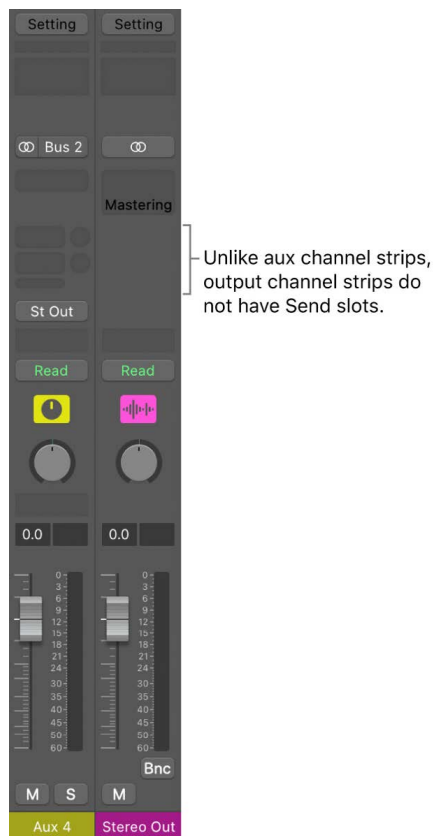 Setting
Setting
Bus 2
Mastering
Unlike aux channel strips,
output channel strips do
not have Send slots.
St Out
Read
Read
0.0
0.0
0
3
6
9
12
15
18
21
24
30
35
40
45
50
60
0
3
6
9
12
15
18
21
24
30
35
40
45
50
60
Bnc
M
S
M
Aux 4
Stereo Out